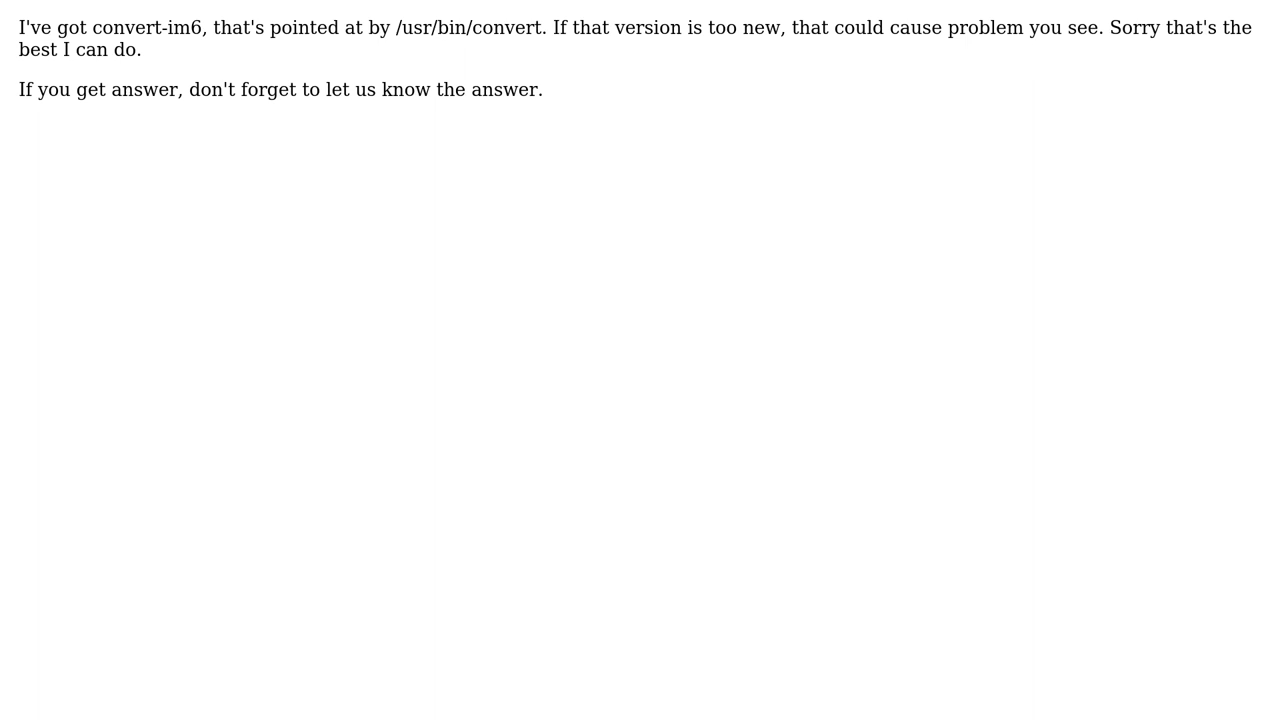 I've got convert-im6, that's pointed at by /usr/bin/convert. If that version is too new, that could cause problem you see. Sorry that's the
best I can do.
If you get answer, don't forget to let us know the answer.